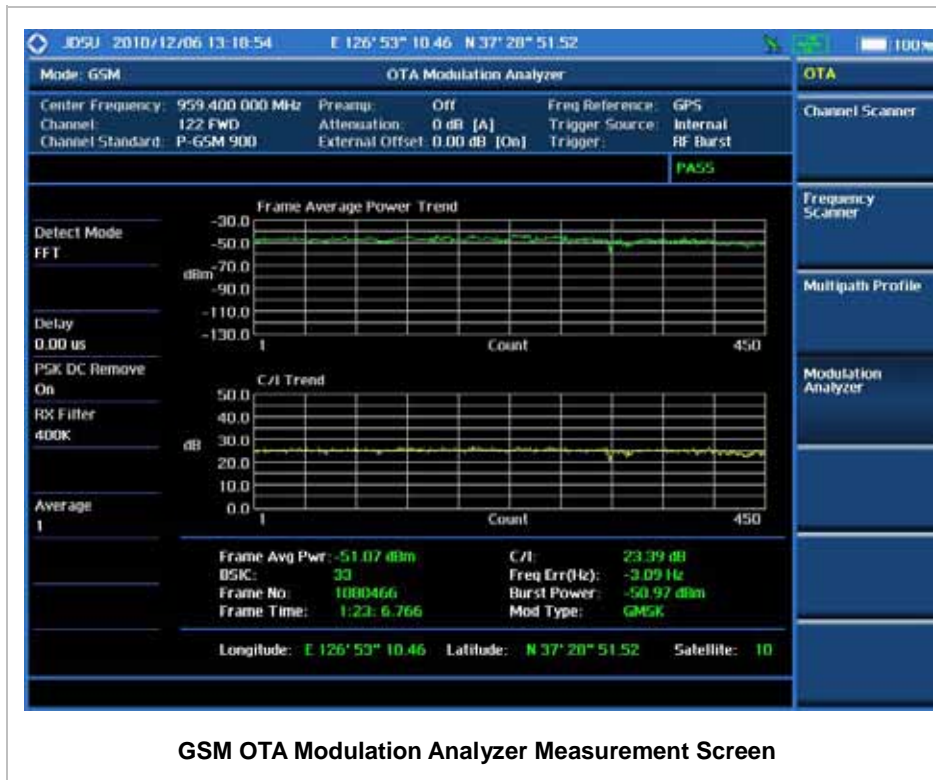 JDSU 2010/12/06 13:18:54 E 126° 53" 10.46 N 37° 28" 51.52 100%
Mode: GSM OTA Modulation Analyzer OTA
Center Frequency: 959.400 000 MHz Preamp: Off Freq Reference: GPS
Channel: 122 FWD Attenuation: 0 dB [A] Trigger Source: Internal
Channel Standard: P-GSM 900 External Offset: 0.00 dB [On] Trigger: RF Burst
PASS
Channel Scanner
Frequency
Scanner
Multipath Profile
Modulation
Analyzer
Detect Mode
FFT
Delay
0.00 us
PSK DC Remove
On
RX Filter
400K
Average
1
Frame Average Power Trend
-30.0
-50.0
dBm
-70.0
-90.0
-110.0
-130.0
1 Count 450
C/I Trend
50.0
40.0
dB
30.0
20.0
10.0
0.0
1 Count 450
Frame Avg Pwr: -51.07 dBm C/I: 23.39 dB
BSIC: 33 Freq Err(Hz): -3.09 Hz
Frame No: 1080466 Burst Power: -50.97 dBm
Frame Time: 1:23: 6.766 Mod Type: GMSK
Longitude: E 126° 53" 10.46 Latitude: N 37° 28" 51.52 Satellite: 10
GSM OTA Modulation Analyzer Measurement Screen